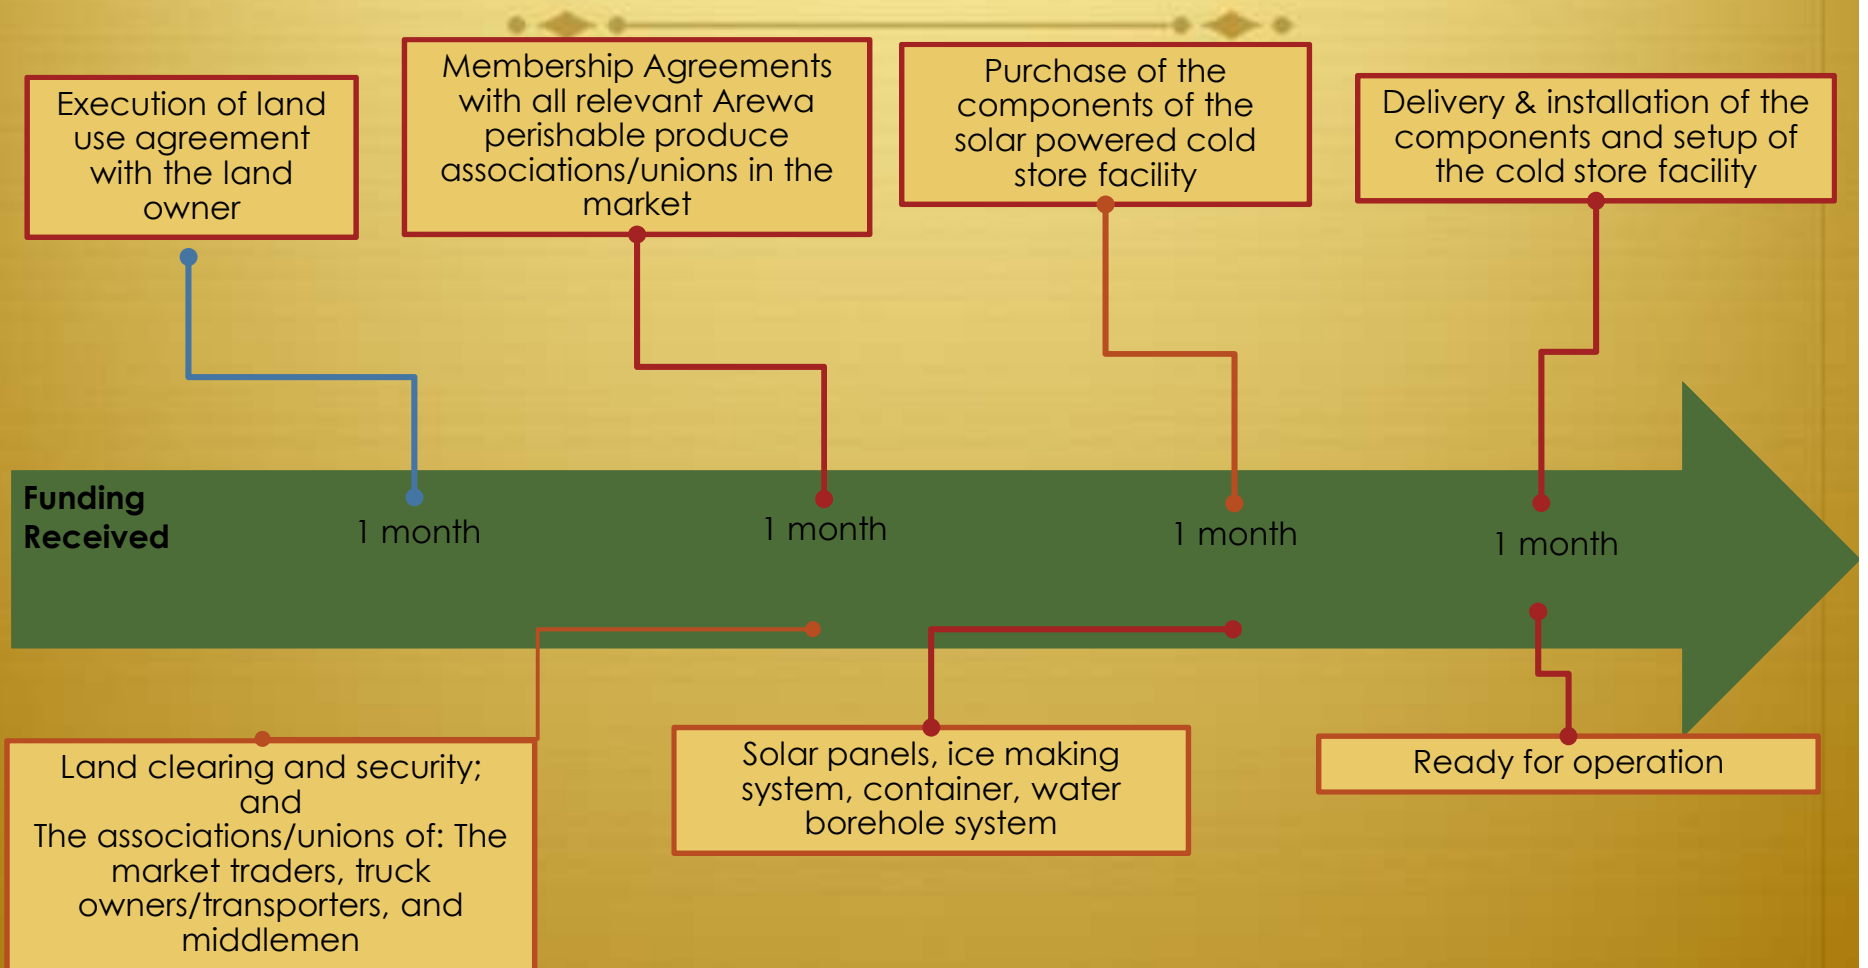 Execution of land
use agreement
with the land
owner
Membership Agreements
with all relevant Arewa
perishable produce
associations/unions in the
market
Purchase of the
components of the
solar powered cold
store facility
Delivery & installation of the
components and setup of
the cold store facility
Funding
Received
1 month
1 month
1 month
1 month
Land clearing and security;
and
The associations/unions of: The
market traders, truck
owners/transporters, and
middlemen
Solar panels, ice making
system, container, water
borehole system
Ready for operation